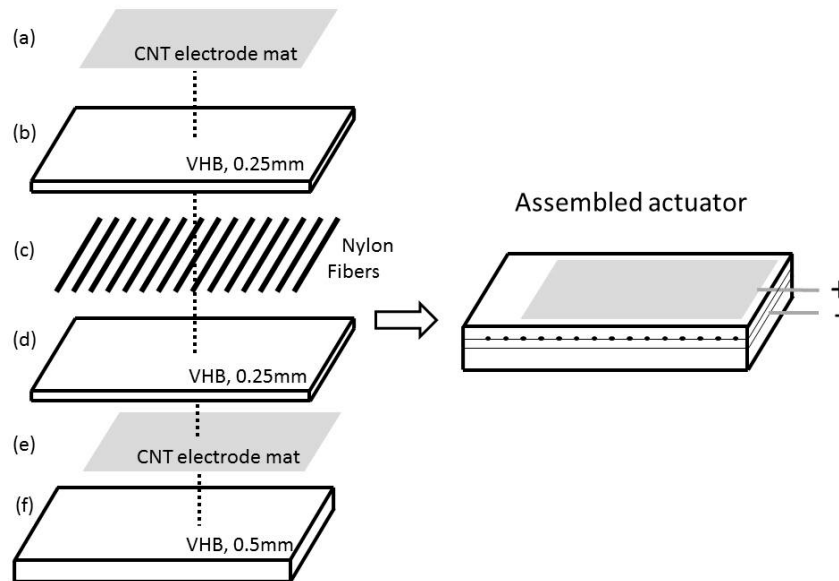 (a)
CNT electrode mat
(b)
VHB, 0.25mm
(c)
Nylon
Fibers
(d)
VHB, 0.25mm
(e)
CNT electrode mat
(f)
VHB, 0.5mm
Assembled actuator
+
-